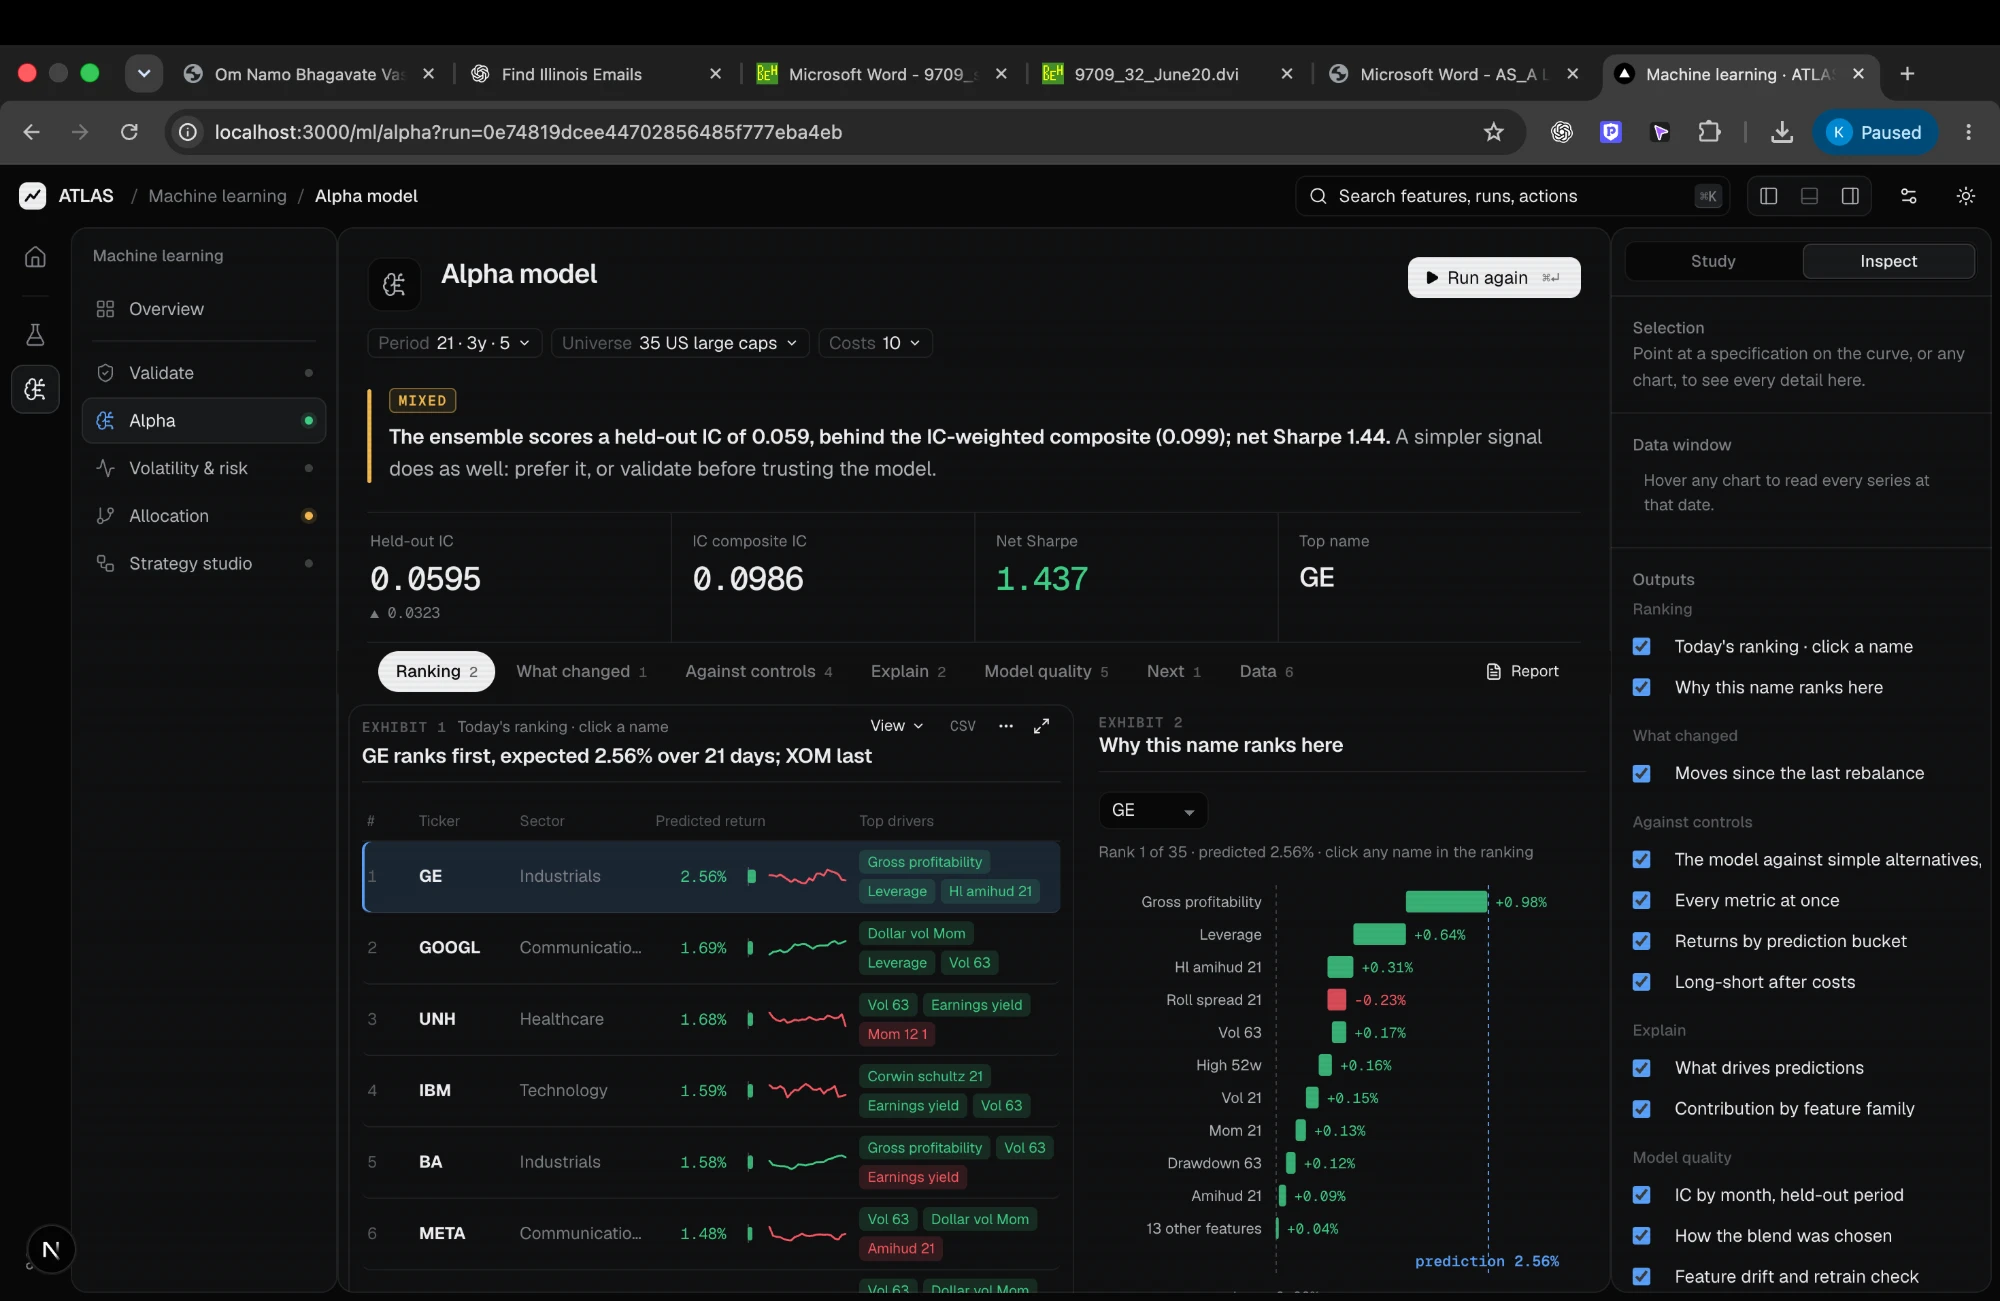 Om Namo Bhagavate Vas
Find Illinois Emails
Microsoft Word - 9709_s
9709_32_June20.dvi
Microsoft Word - AS_A L
Machine learning · ATLA
localhost:3000/ml/alpha?run=0e74819dcee44702856485f777eba4eb
K Paused
ATLAS / Machine learning / Alpha model
Search features, runs, actions ⌘K
Machine learning
Overview
Validate
Alpha
Volatility & risk
Allocation
Strategy studio
N
Alpha model
Run again ⌘↵
Period 21 · 3y · 5
Universe 35 US large caps
Costs 10
MIXED
The ensemble scores a held-out IC of 0.059, behind the IC-weighted composite (0.099); net Sharpe 1.44. A simpler signal
does as well: prefer it, or validate before trusting the model.
Held-out IC
0.0595
▲ 0.0323
IC composite IC
0.0986
Net Sharpe
1.437
Top name
GE
Ranking 2
What changed 1
Against controls 4
Explain 2
Model quality 5
Next 1
Data 6
Report
EXHIBIT 1 Today's ranking · click a name
View
CSV
GE ranks first, expected 2.56% over 21 days; XOM last
# Ticker Sector Predicted return Top drivers
1 GE Industrials 2.56% Gross profitability
Leverage Hl amihud 21
2 GOOGL Communicatio... 1.69% Dollar vol Mom
Leverage Vol 63
3 UNH Healthcare 1.68% Vol 63 Earnings yield
Mom 12 1
4 IBM Technology 1.59% Corwin schultz 21
Earnings yield Vol 63
5 BA Industrials 1.58% Gross profitability Vol 63
Earnings yield
6 META Communicatio... 1.48% Vol 63 Dollar vol Mom
Amihud 21
Vol 63 Dollar vol Mom
EXHIBIT 2
Why this name ranks here
GE
Rank 1 of 35 · predicted 2.56% · click any name in the ranking
Gross profitability +0.98%
Leverage +0.64%
Hl amihud 21 +0.31%
Roll spread 21 -0.23%
Vol 63 +0.17%
High 52w +0.16%
Vol 21 +0.15%
Mom 21 +0.13%
Drawdown 63 +0.12%
Amihud 21 +0.09%
13 other features +0.04%
prediction 2.56%
Study
Inspect
Selection
Point at a specification on the curve, or any
chart, to see every detail here.
Data window
Hover any chart to read every series at
that date.
Outputs
Ranking
Today's ranking · click a name
Why this name ranks here
What changed
Moves since the last rebalance
Against controls
The model against simple alternatives,
Every metric at once
Returns by prediction bucket
Long-short after costs
Explain
What drives predictions
Contribution by feature family
Model quality
IC by month, held-out period
How the blend was chosen
Feature drift and retrain check